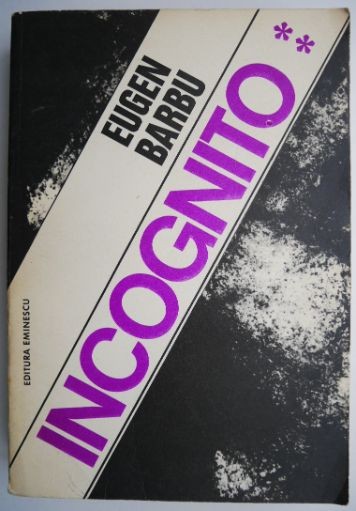 EUGEN
BARBU
INCOGNITO **
EDITURA EMINESCU